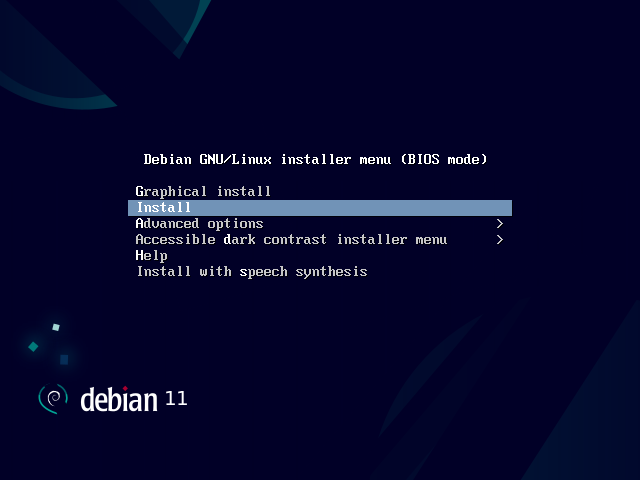 Debian GNU/Linux installer menu (BIOS mode)
Graphical install
Install
Advanced options >
Accessible dark contrast installer menu >
Help
Install with speech synthesis
debian 11